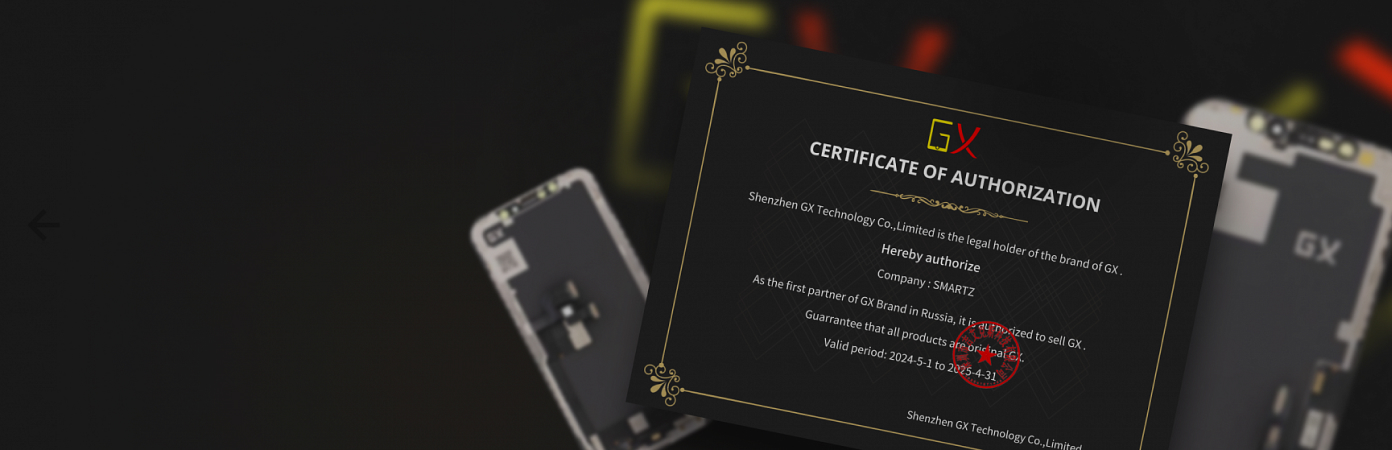 GX
CERTIFICATE OF AUTHORIZATION
Shenzhen GX Technology Co.,Limited is the legal holder of the brand of GX .
Hereby authorize
Company : SMARTZ
As the first partner of GX Brand in Russia, it is authorized to sell GX .
Guarrantee that all products are original GX.
Valid period: 2024-5-1 to 2025-4-31
Shenzhen GX Technology Co.,Limited
GX
GX